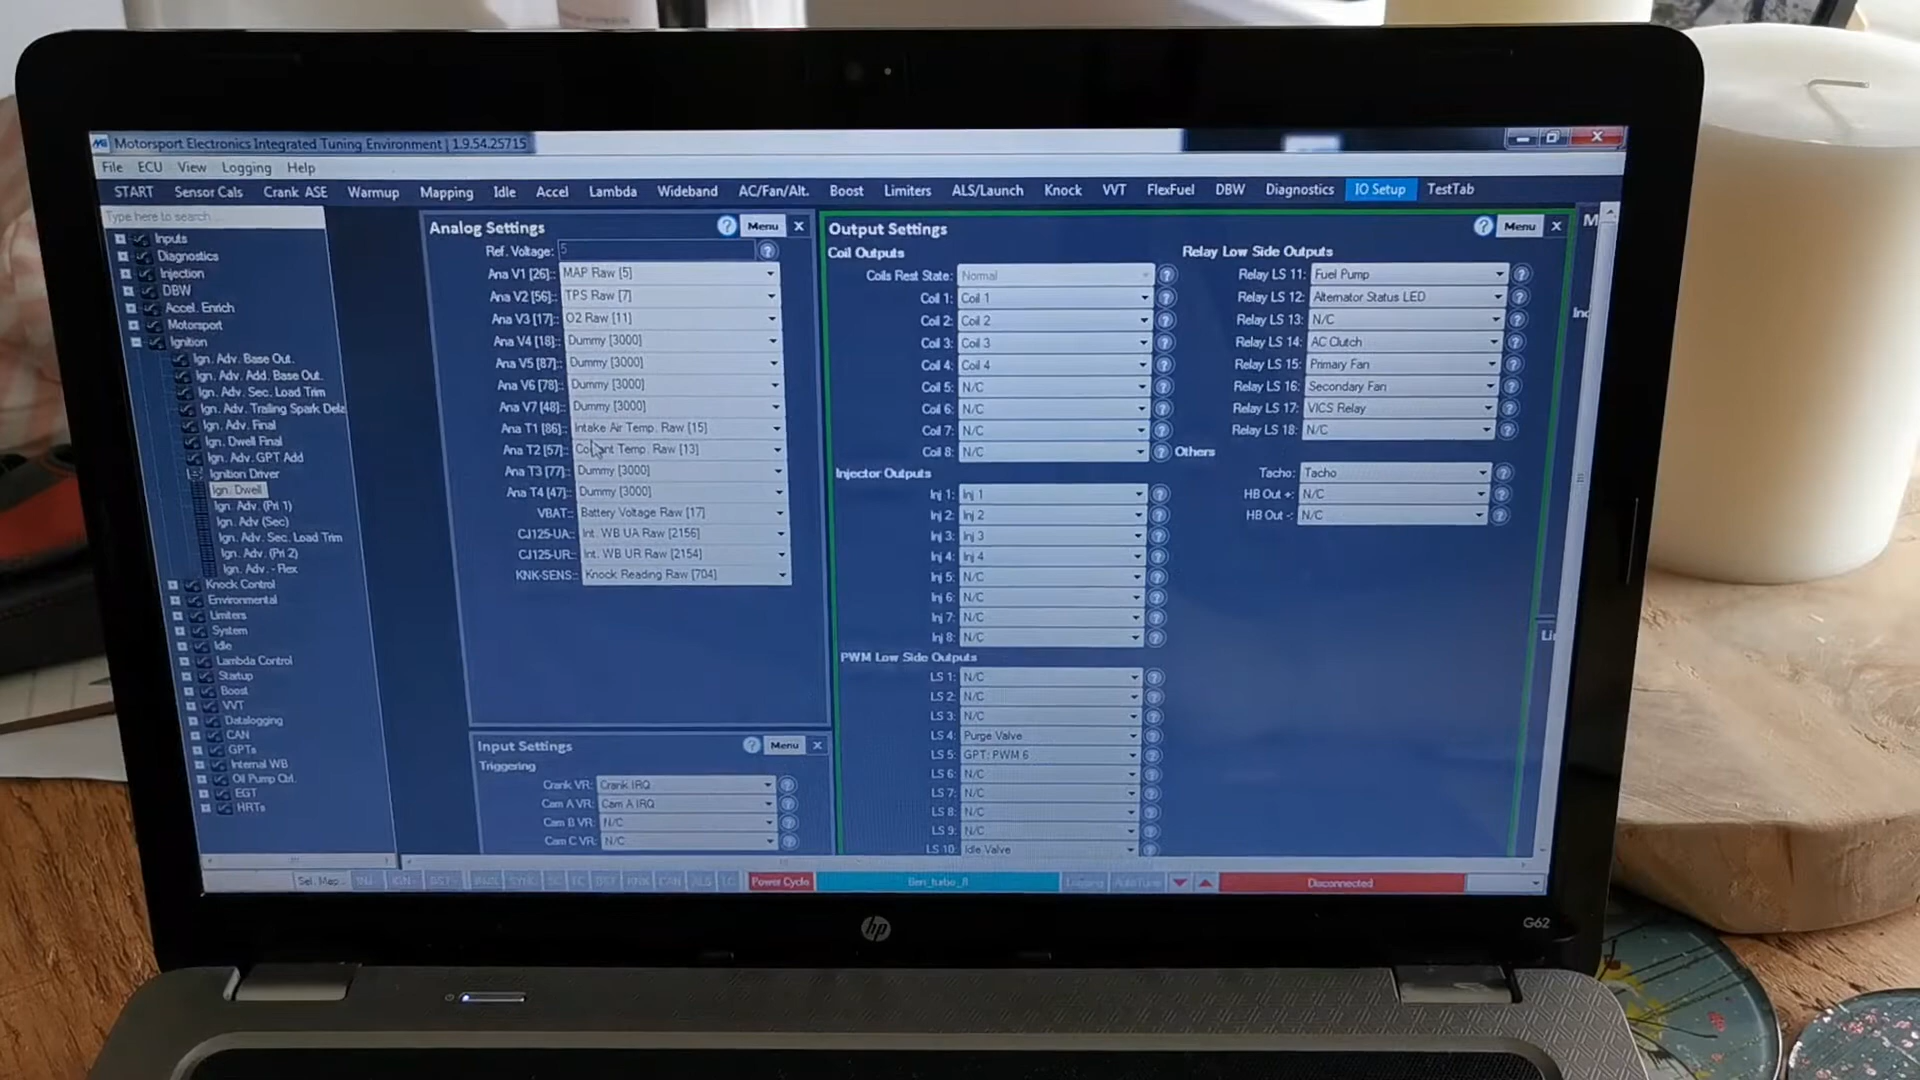 Motorsport Electronics Integrated Tuning Environment | 1.9.54.25715
File ECU View Logging Help
START Sensor Cals Crank ASE Warmup Mapping Idle Accel Lambda Wideband AC/Fan/Alt. Boost Limiters ALS/Launch Knock VVT FlexFuel DBW Diagnostics IO Setup TestTab
Type here to search ...
Inputs
Diagnostics
Injection
DBW
Accel. Enrich
Motorsport
Ignition
Ign. Adv. Base Out.
Ign. Adv. Add. Base Out.
Ign. Adv. Sec. Load Trim
Ign. Adv. Trailing Spark Dela
Ign. Adv. Final
Ign. Dwell Final
Ign. Adv. GPT Add
Ignition Driver
Ign. Dwell
Ign. Adv. (Pri 1)
Ign. Adv (Sec)
Ign. Adv. Sec. Load Trim
Ign. Adv. (Pri 2)
Ign. Adv. - Flex
Knock Control
Environmental
Limiters
System
Idle
Lambda Control
Startup
Boost
VVT
Datalogging
CAN
GPTs
Internal WB
Oil Pump Ctrl.
EGT
HRTs
Analog Settings ? Menu X
Ref. Voltage: 5 ?
Ana V1 [26]:: MAP Raw [5]
Ana V2 [56]:: TPS Raw [7]
Ana V3 [17]:: O2 Raw [11]
Ana V4 [18]:: Dummy [3000]
Ana V5 [87]:: Dummy [3000]
Ana V6 [78]:: Dummy [3000]
Ana V7 [48]:: Dummy [3000]
Ana T1 [86]:: Intake Air Temp. Raw [15]
Ana T2 [57]:: Coolant Temp. Raw [13]
Ana T3 [77]:: Dummy [3000]
Ana T4 [47]:: Dummy [3000]
VBAT:: Battery Voltage Raw [17]
CJ125-UA:: Int. WB UA Raw [2156]
CJ125-UR:: Int. WB UR Raw [2154]
KNK-SENS:: Knock Reading Raw [704]
Input Settings ? Menu X
Triggering
Crank VR: Crank IRQ ?
Cam A VR: Cam A IRQ ?
Cam B VR: N/C ?
Cam C VR: N/C ?
Output Settings ? Menu X
Coil Outputs
Coils Rest State: Normal ?
Coil 1: Coil 1 ?
Coil 2: Coil 2 ?
Coil 3: Coil 3 ?
Coil 4: Coil 4 ?
Coil 5: N/C ?
Coil 6: N/C ?
Coil 7: N/C ?
Coil 8: N/C ?
Injector Outputs
Inj 1: Inj 1 ?
Inj 2: Inj 2 ?
Inj 3: Inj 3 ?
Inj 4: Inj 4 ?
Inj 5: N/C ?
Inj 6: N/C ?
Inj 7: N/C ?
Inj 8: N/C ?
PWM Low Side Outputs
LS 1: N/C ?
LS 2: N/C ?
LS 3: N/C ?
LS 4: Purge Valve ?
LS 5: GPT: PWM 6 ?
LS 6: N/C ?
LS 7: N/C ?
LS 8: N/C ?
LS 9: N/C ?
LS 10: Idle Valve ?
Relay Low Side Outputs
Relay LS 11: Fuel Pump ?
Relay LS 12: Alternator Status LED ?
Relay LS 13: N/C ?
Relay LS 14: AC Clutch ?
Relay LS 15: Primary Fan ?
Relay LS 16: Secondary Fan ?
Relay LS 17: VICS Relay ?
Relay LS 18: N/C ?
Others
Tacho: Tacho ?
HB Out +: N/C ?
HB Out -: N/C ?
Sel. Map... Power Cycle Logging AutoTune Disconnected
hp
G62